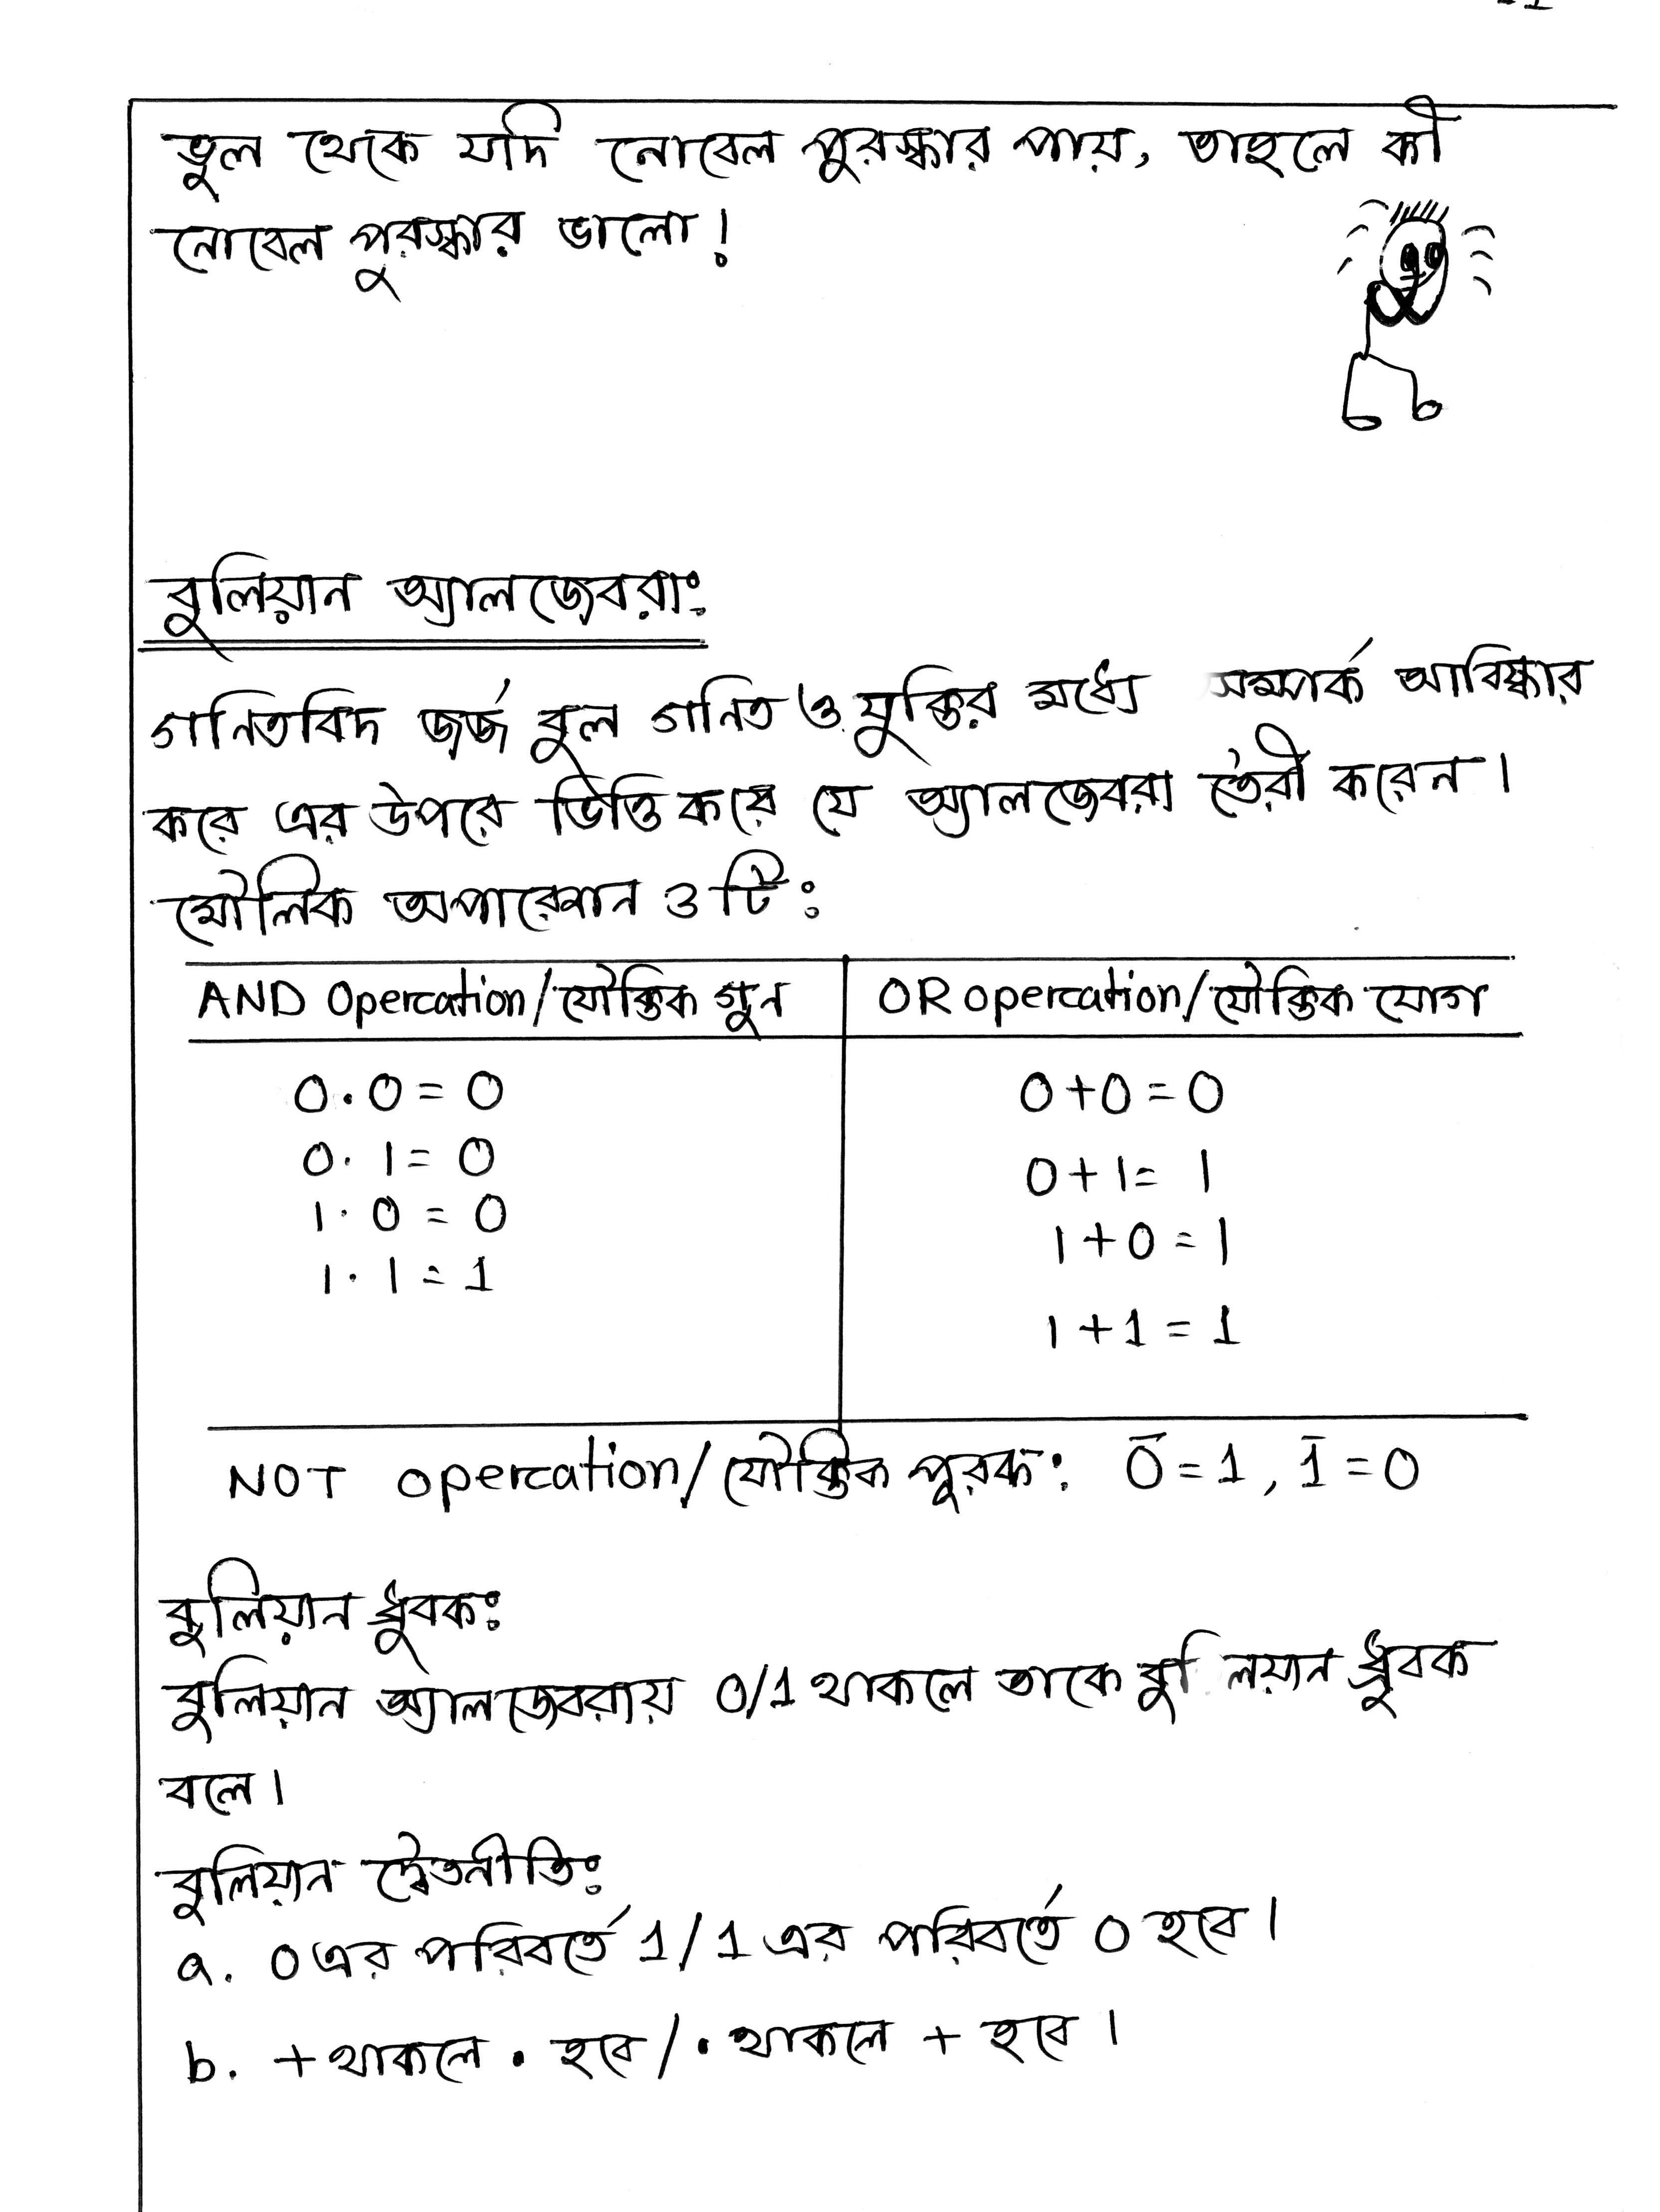 ভুল থেকে যদি নোবেল পুরস্কার পায়, তাহলে কী
নোবেল পুরস্কার ভালো!
বুলিয়ান অ্যালজেবরাঃ
গনিতবিদ জর্জ বুল গনিত ও যুক্তির মধ্যে সম্পর্ক আবিষ্কার
করে এর উপরে ভিত্তি করে যে অ্যালজেবরা তৈরী করেন।
মৌলিক অপারেশন ৩টি:
AND Opercation/যৌক্তিক গুন
0.0=0
0.1=0
1.0=0
1.1=1
OR opercation/যৌক্তিক যোগ
0+0=0
0+1=1
1+0=1
1+1=1
NOT opercation/যৌক্তিক পুরক: 0̅=1, 1̅=0
বুলিয়ান ধ্রুবকঃ
বুলিয়ান অ্যালজেবরায় 0/1 থাকলে তাকে বুলিয়ান ধ্রুবক
বলে।
বুলিয়ান দ্বৈতনীতিঃ
a. 0 এর পরিবর্তে 1/1 এর পরিবর্তে 0 হবে।
b. + থাকলে . হবে/. থাকলে + হবে।